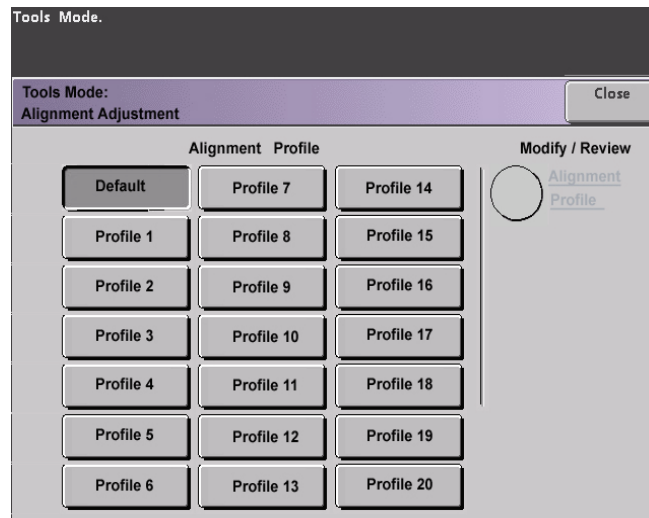 Tools Mode.
Tools Mode:
Close
Alignment Adjustment
Alignment Profile
Modify / Review
Default
Profile 7
Profile 14
Alignment
Profile
Profile 1
Profile 8
Profile 15
Profile 2
Profile 9
Profile 16
Profile 3
Profile 10
Profile 17
Profile 4
Profile 11
Profile 18
Profile 5
Profile 12
Profile 19
Profile 6
Profile 13
Profile 20